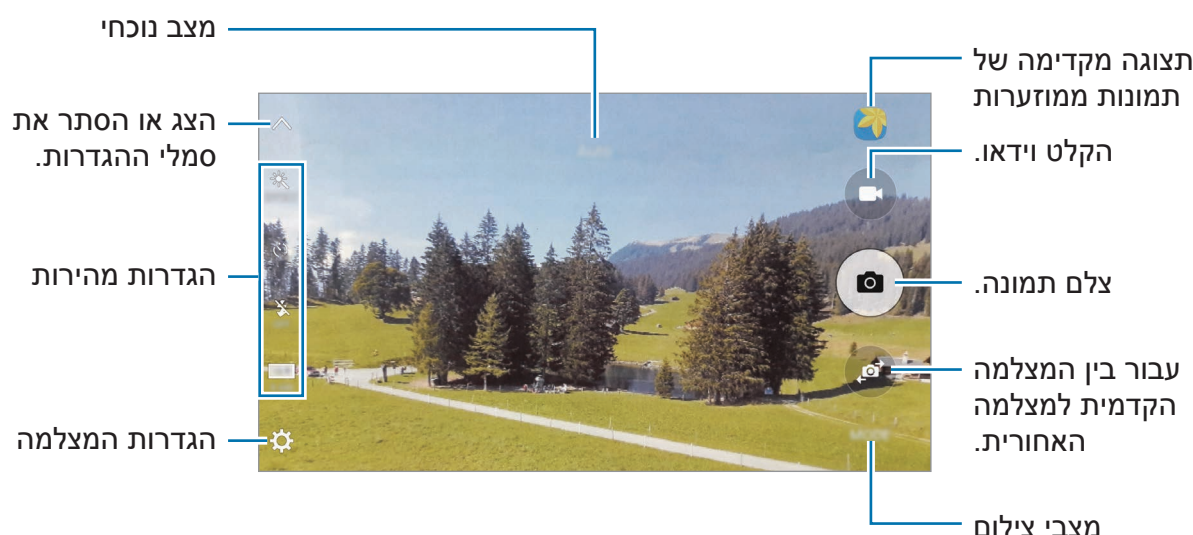 מצב נוכחי
תצוגה מקדימה של
תמונות ממוזערות
הצג או הסתר את
סמלי ההגדרות.
הקלט וידאו.
הגדרות מהירות
צלם תמונה.
עבור בין המצלמה
הקדמית למצלמה
האחורית.
הגדרות המצלמה
מצבי צילום